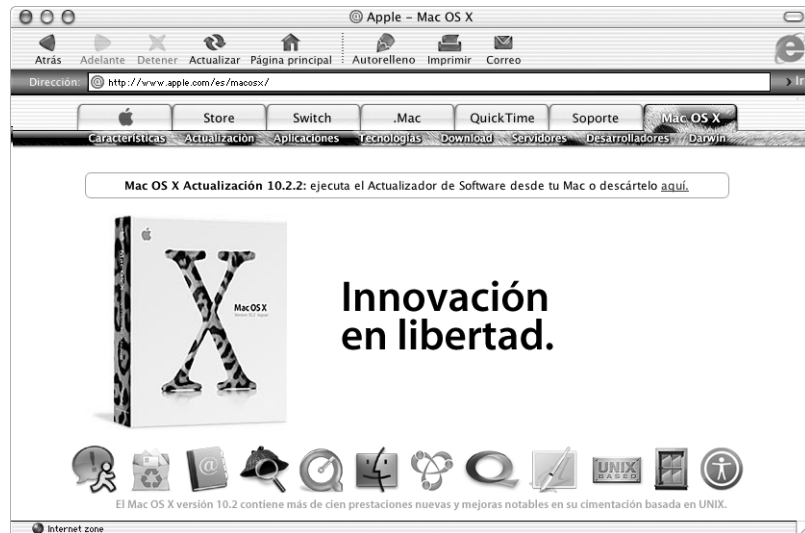 Apple – Mac OS X
Atrás Adelante Detener Actualizar Página principal Autorelleno Imprimir Correo
Dirección: http://www.apple.com/es/macosx/ Ir
Store Switch .Mac QuickTime Soporte Mac OS X
Características Actualización Aplicaciones Tecnologías Download Servidores Desarrolladores Darwin
Mac OS X Actualización 10.2.2: ejecuta el Actualizador de Software desde tu Mac o descártelo aquí.
Mac OS X
Innovación
en libertad.
UNIX
BASED
El Mac OS X versión 10.2 contiene más de cien prestaciones nuevas y mejoras notables en su cimentación basada en UNIX.
Internet zone